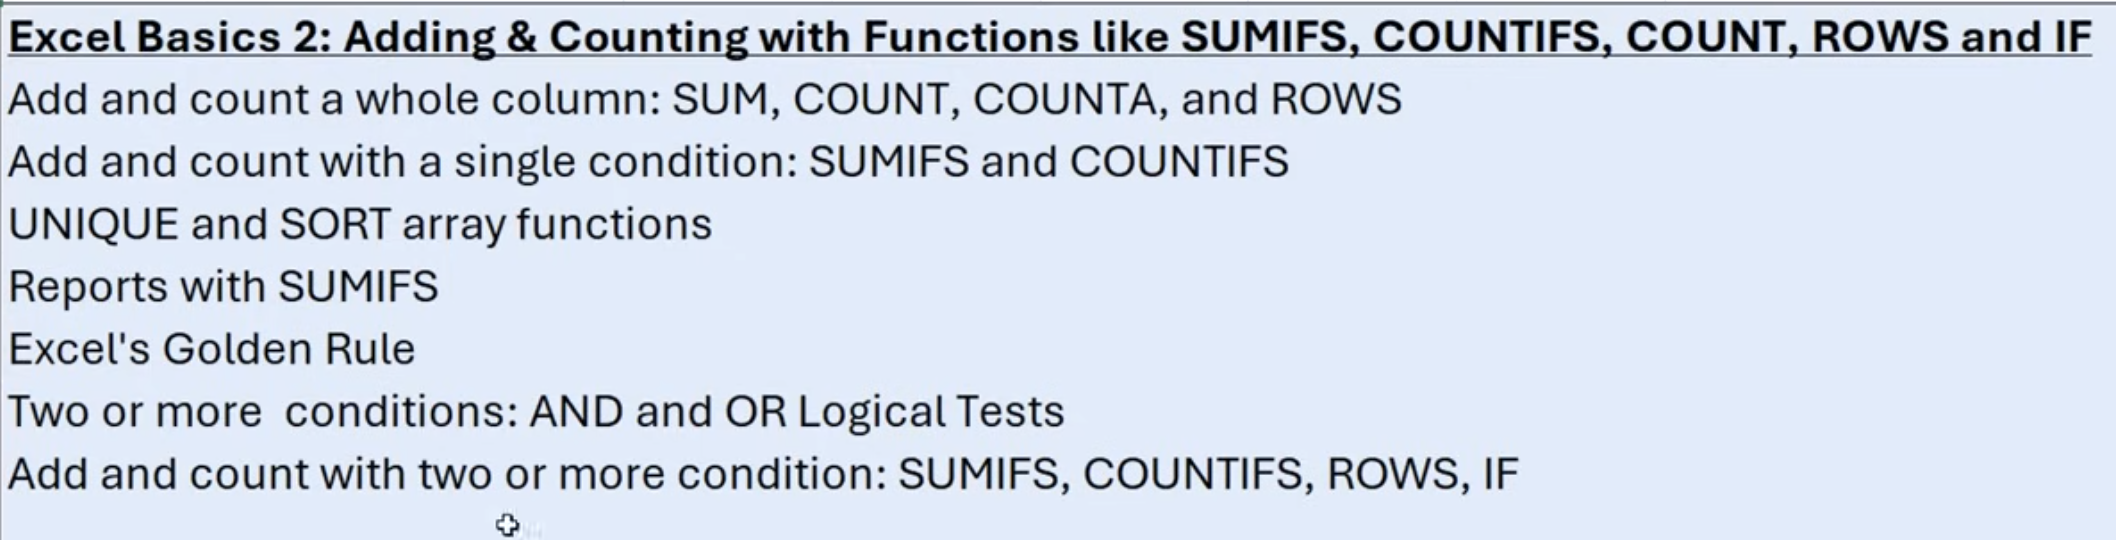 Excel Basics 2: Adding & Counting with Functions like SUMIFS, COUNTIFS, COUNT, ROWS and IF
Add and count a whole column: SUM, COUNT, COUNTA, and ROWS
Add and count with a single condition: SUMIFS and COUNTIFS
UNIQUE and SORT array functions
Reports with SUMIFS
Excel's Golden Rule
Two or more  conditions: AND and OR Logical Tests
Add and count with two or more condition: SUMIFS, COUNTIFS, ROWS, IF